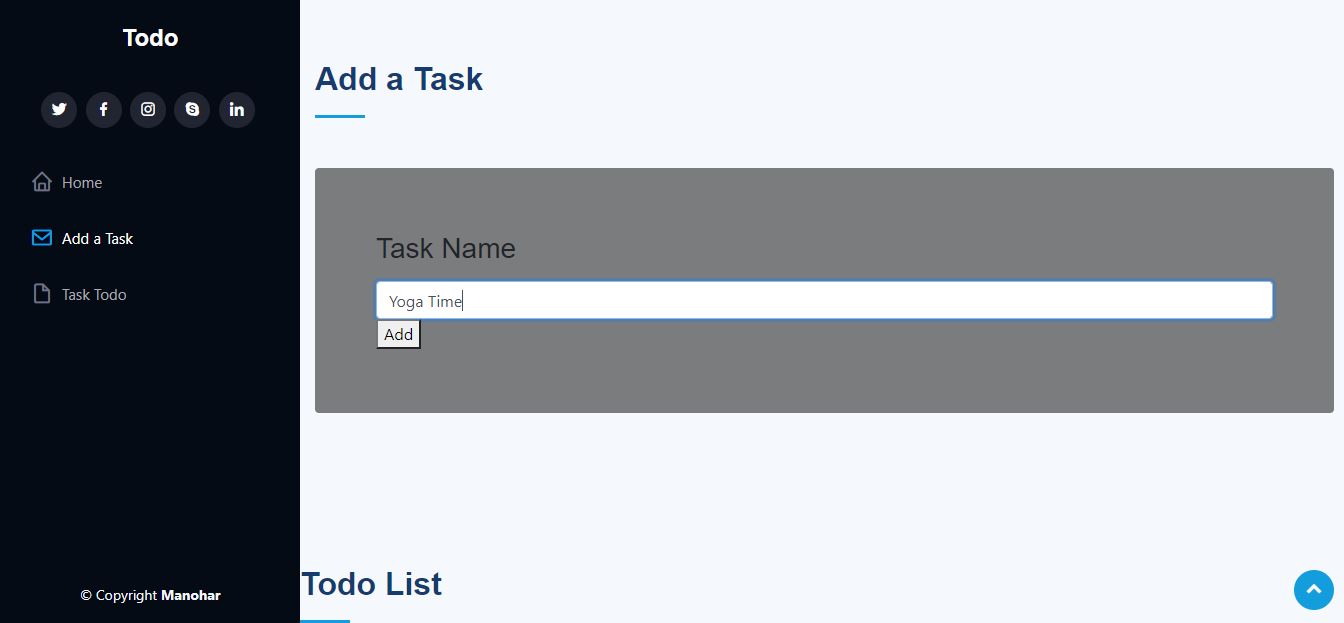 Todo
Home
Add a Task
Task Todo
© Copyright Manohar
Add a Task
Task Name
Yoga Time
Add
Todo List